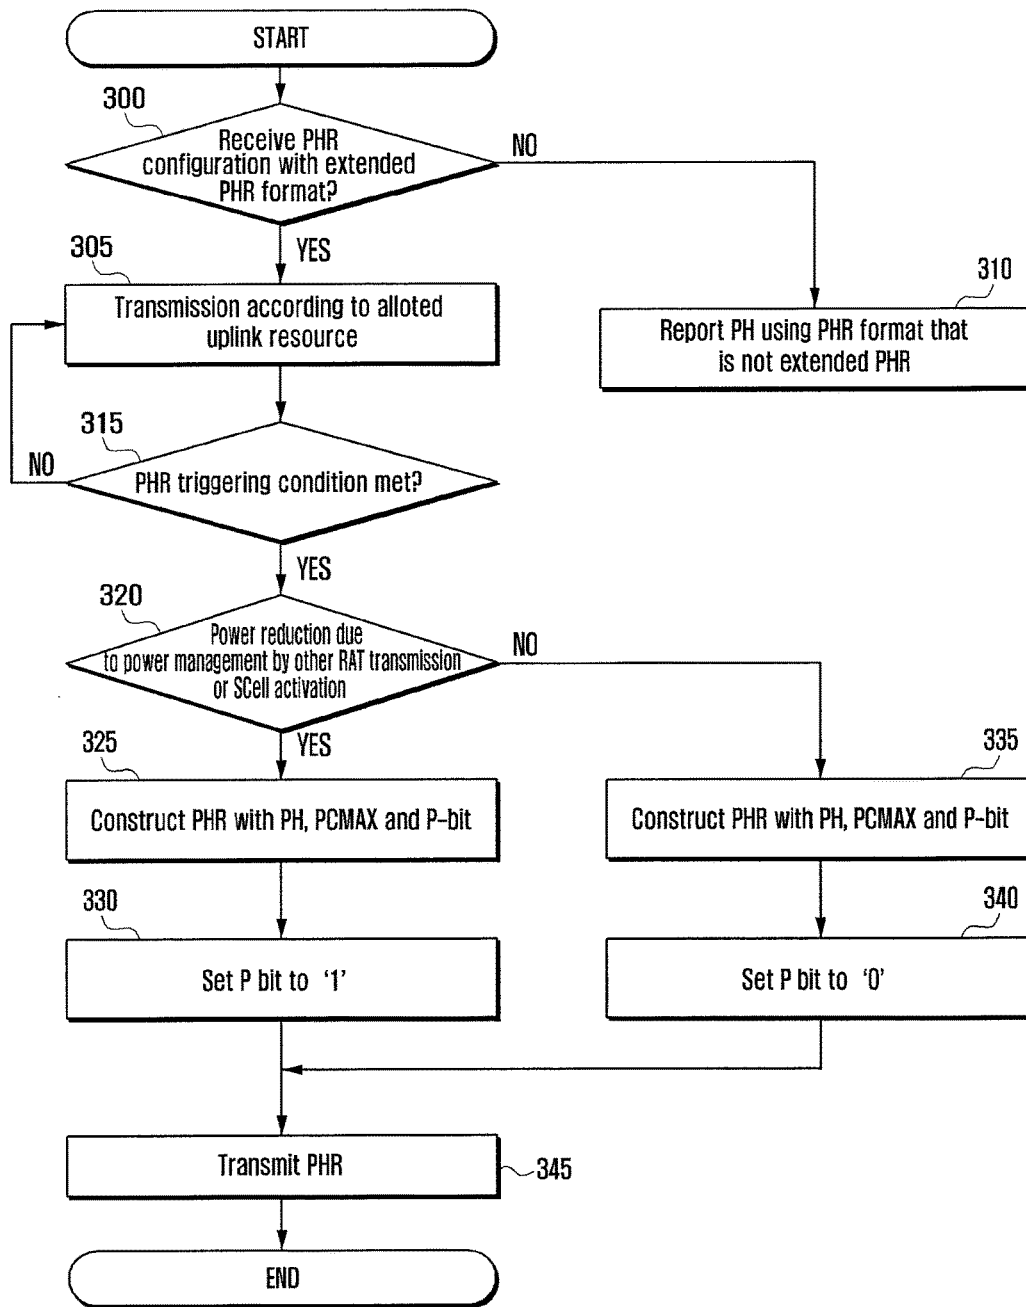 START
300
Receive PHR
configuration with extended
PHR format?
NO
YES
305
Transmission according to alloted
uplink resource
310
Report PH using PHR format that
is not extended PHR
315
NO
PHR triggering condition met?
YES
320
Power reduction due
to power management by other RAT transmission
or SCell activation
NO
YES
325
Construct PHR with PH, PCMAX and P-bit
335
Construct PHR with PH, PCMAX and P-bit
330
Set P bit to '1'
340
Set P bit to '0'
Transmit PHR
345
END